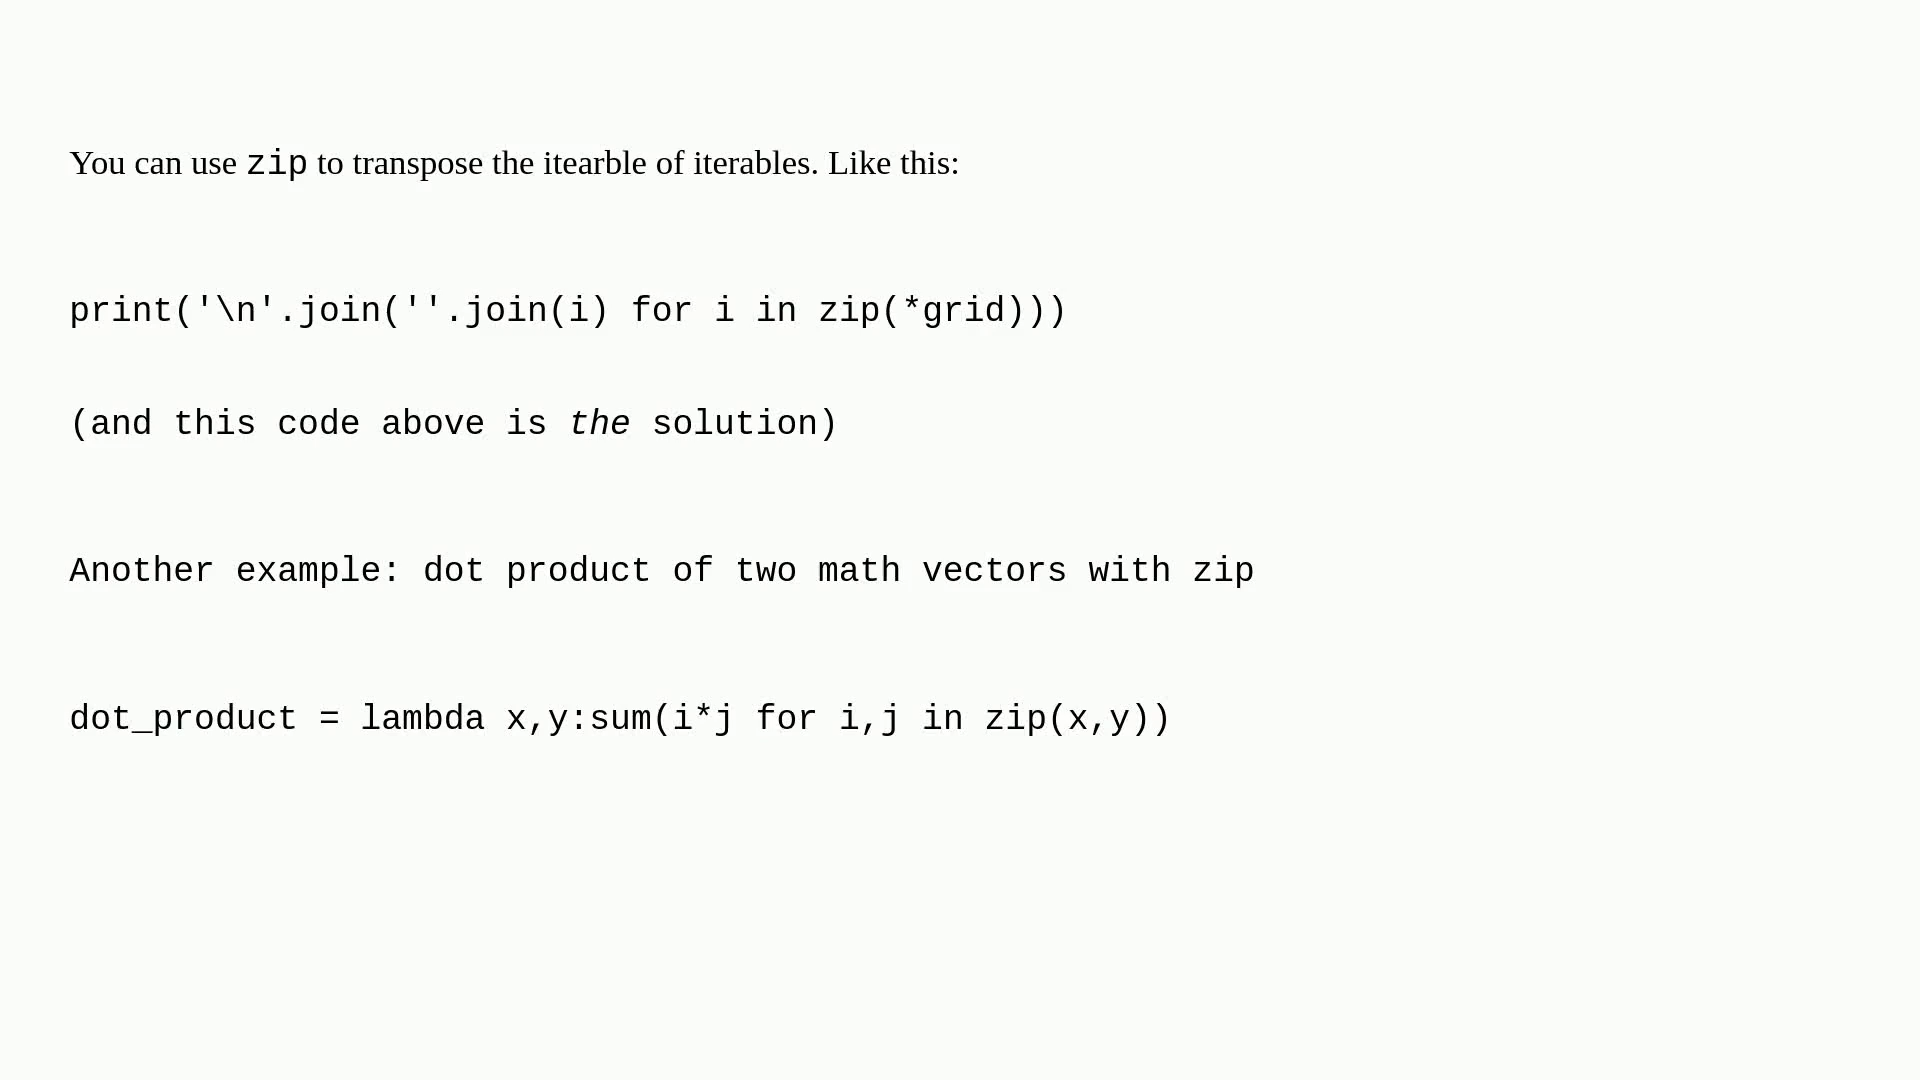 You can use zip to transpose the itearble of iterables. Like this:
print('\n'.join(''.join(i) for i in zip(*grid)))
(and this code above is the solution)
Another example: dot product of two math vectors with zip
dot_product = lambda x,y:sum(i*j for i,j in zip(x,y))